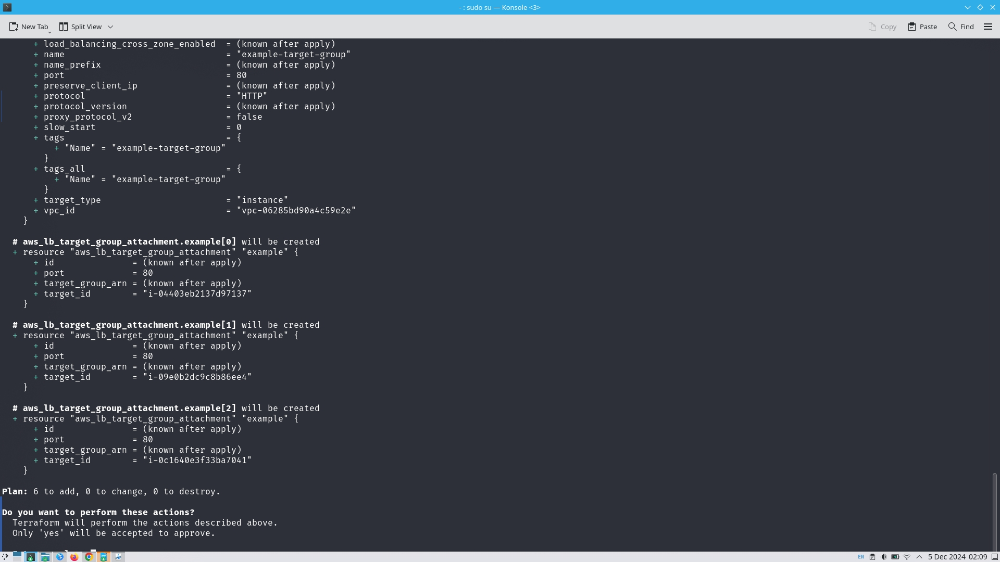 - : sudo su — Konsole <3>
New Tab
Split View
Copy
Paste
Find
+ load_balancing_cross_zone_enabled = (known after apply)
+ name = "example-target-group"
+ name_prefix = (known after apply)
+ port = 80
+ preserve_client_ip = (known after apply)
+ protocol = "HTTP"
+ protocol_version = (known after apply)
+ proxy_protocol_v2 = false
+ slow_start = 0
+ tags = {
+ "Name" = "example-target-group"
}
+ tags_all = {
+ "Name" = "example-target-group"
}
+ target_type = "instance"
+ vpc_id = "vpc-06285bd90a4c59e2e"
}
# aws_lb_target_group_attachment.example[0] will be created
+ resource "aws_lb_target_group_attachment" "example" {
+ id = (known after apply)
+ port = 80
+ target_group_arn = (known after apply)
+ target_id = "i-04403eb2137d97137"
}
# aws_lb_target_group_attachment.example[1] will be created
+ resource "aws_lb_target_group_attachment" "example" {
+ id = (known after apply)
+ port = 80
+ target_group_arn = (known after apply)
+ target_id = "i-09e0b2dc9c8b86ee4"
}
# aws_lb_target_group_attachment.example[2] will be created
+ resource "aws_lb_target_group_attachment" "example" {
+ id = (known after apply)
+ port = 80
+ target_group_arn = (known after apply)
+ target_id = "i-0c1640e3f33ba7041"
}
Plan: 6 to add, 0 to change, 0 to destroy.
Do you want to perform these actions?
Terraform will perform the actions described above.
Only 'yes' will be accepted to approve.
EN
5 Dec 2024 02:09